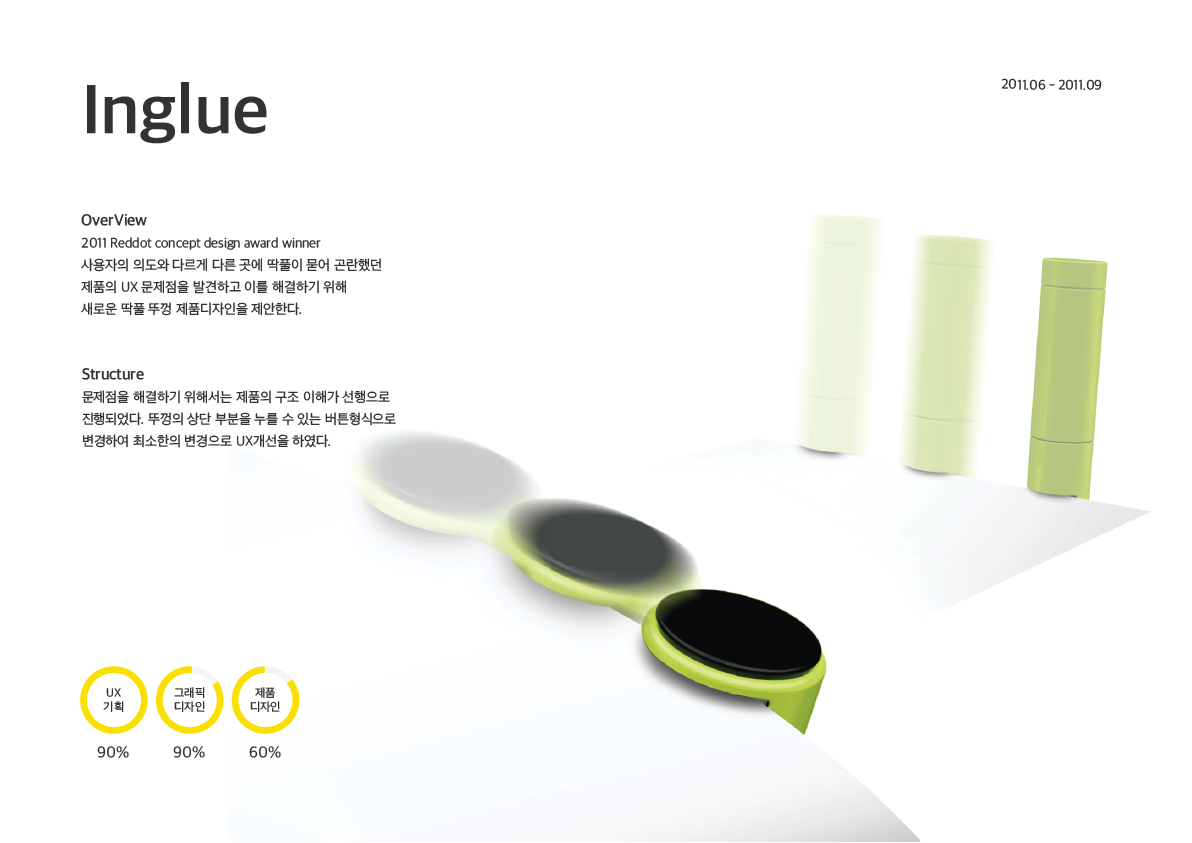 Inglue
2011.06 - 2011.09
OverView
2011 Reddot concept design award winner
사용자의 의도와 다르게 다른 곳에 딱풀이 묻어 곤란했던
제품의 UX 문제점을 발견하고 이를 해결하기 위해
새로운 딱풀 뚜껑 제품디자인을 제안한다.
Structure
문제점을 해결하기 위해서는 제품의 구조 이해가 선행으로
진행되었다. 뚜껑의 상단 부분을 누를 수 있는 버튼형식으로
변경하여 최소한의 변경으로 UX개선을 하였다.
UX
기획
90%
그래픽
디자인
90%
제품
디자인
60%